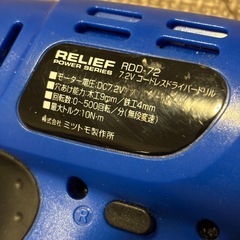 RELIEF RDD-72
POWER SERIES 7.2V コードレスドライバードリル
■モーター電圧:DC7.2V
■穴あけ能力:木工9mm/鉄工4mm
■回転数:0~500回転/分(無段変速)
■最大トルク:10N·m
株式会社 ミツトモ製作所
R